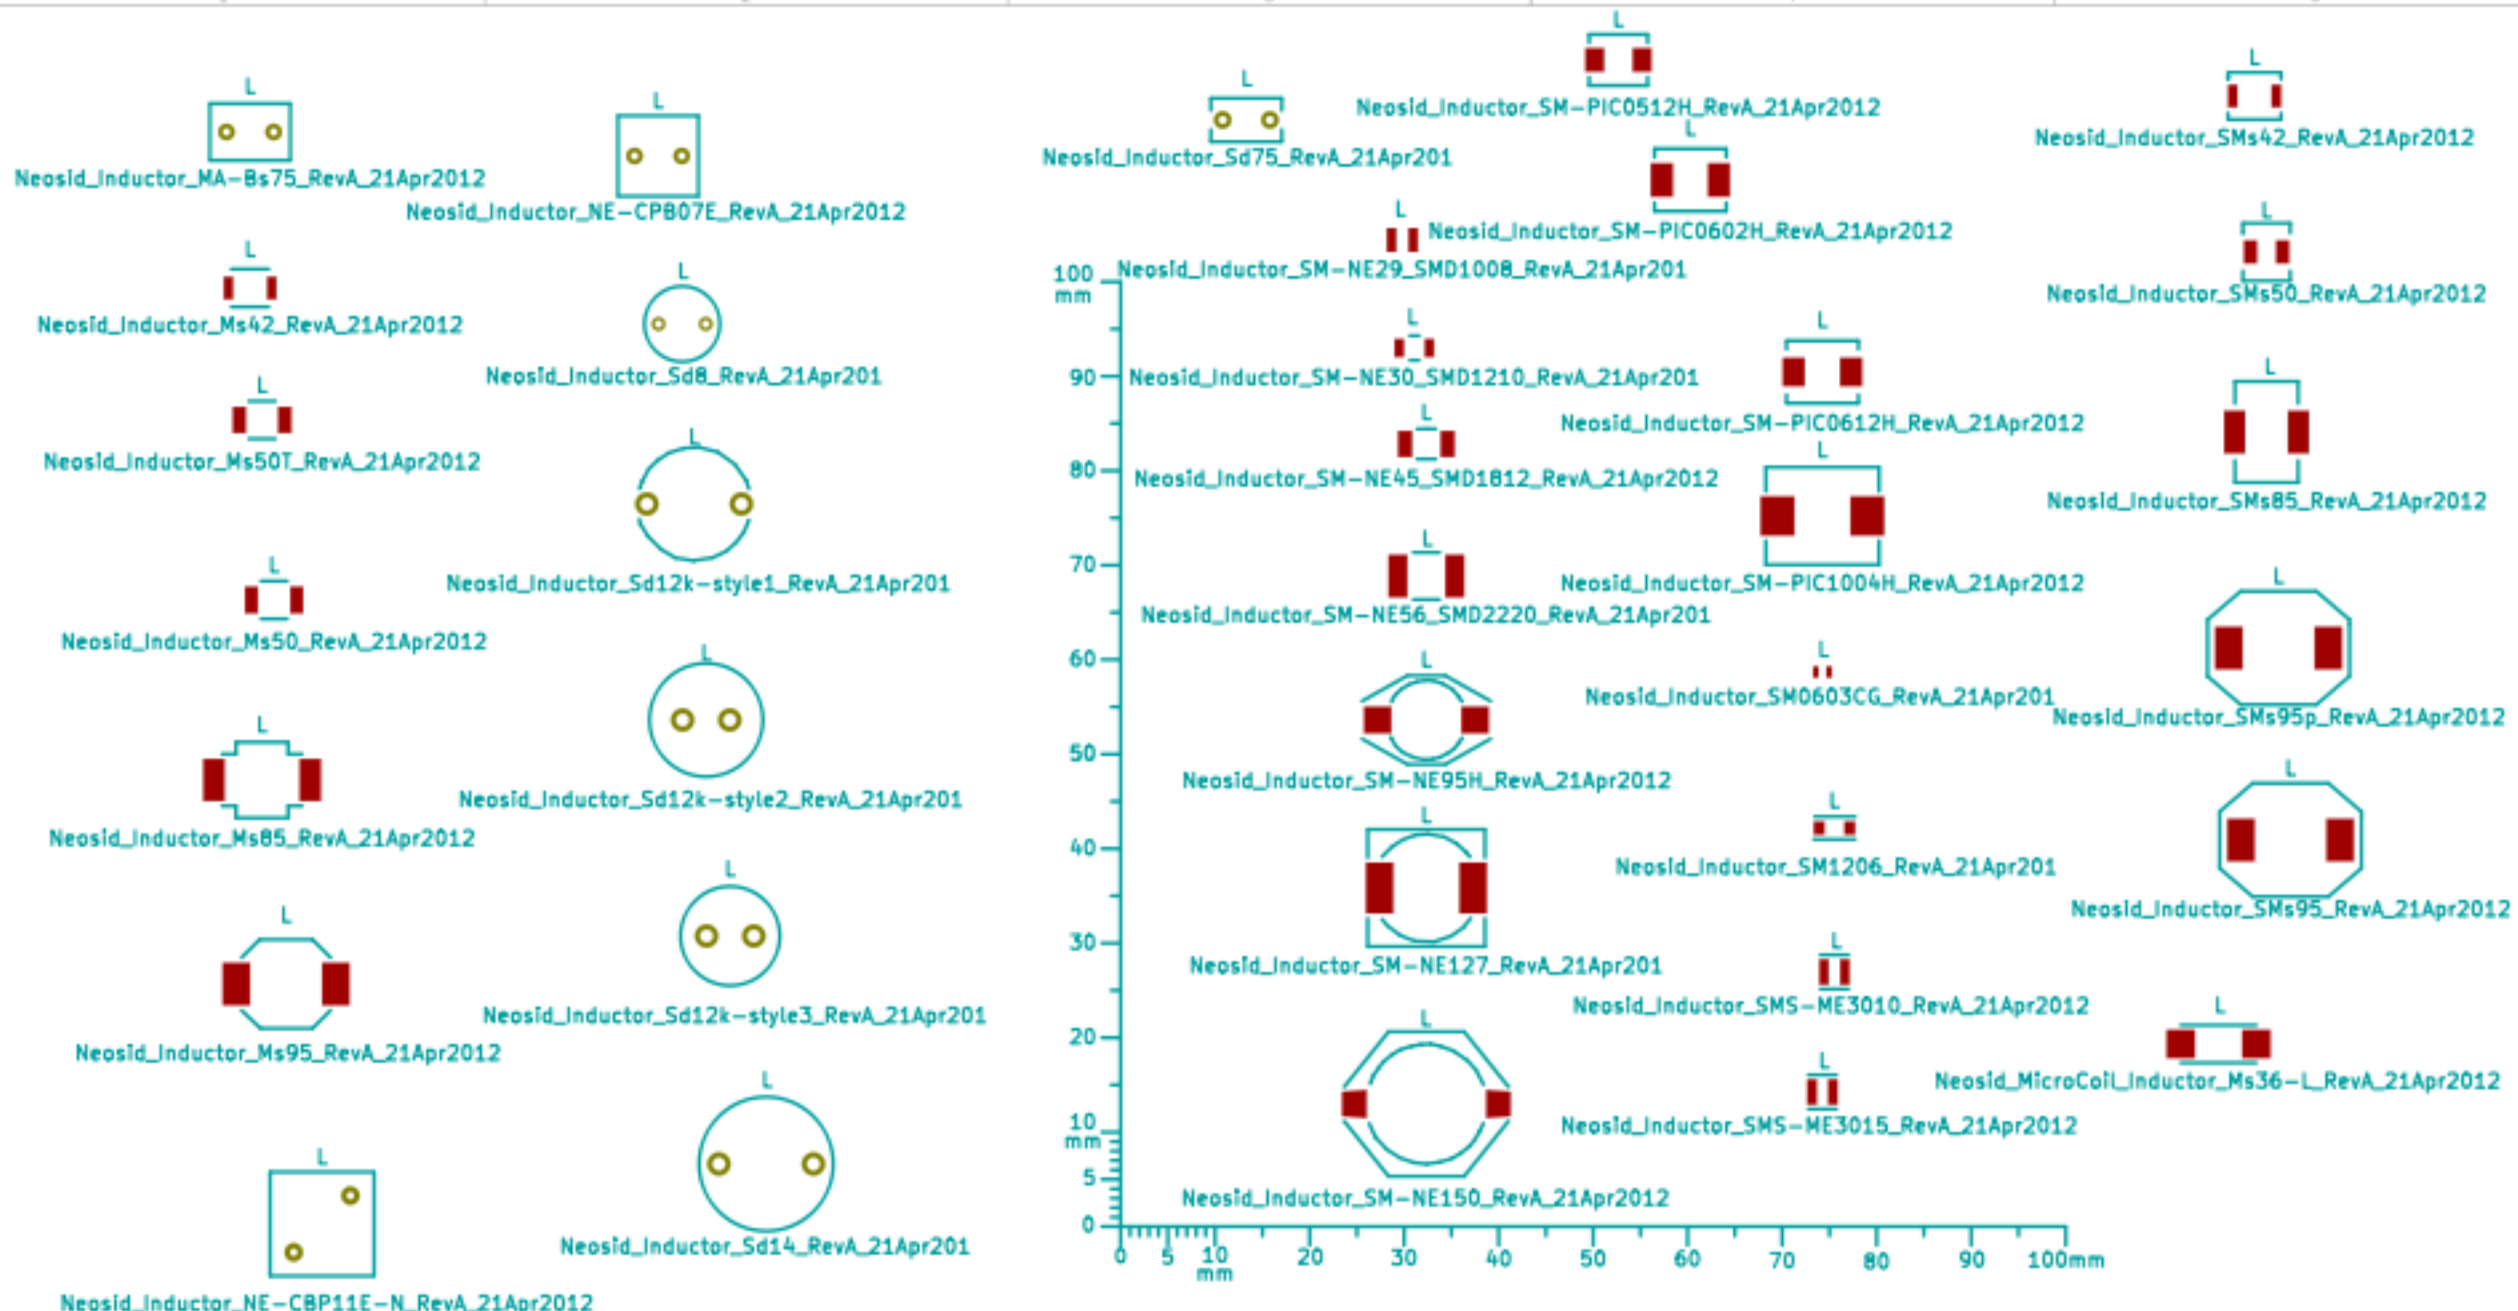 L
Neosid_Inductor_MA-Bs75_RevA_21Apr2012
L
Neosid_Inductor_Ms42_RevA_21Apr2012
L
Neosid_Inductor_Ms50T_RevA_21Apr2012
L
Neosid_Inductor_Ms50_RevA_21Apr2012
L
Neosid_Inductor_Ms85_RevA_21Apr2012
L
Neosid_Inductor_Ms95_RevA_21Apr2012
L
Neosid_Inductor_NE-CBP11E-N_RevA_21Apr2012
L
Neosid_Inductor_NE-CPB07E_RevA_21Apr2012
L
Neosid_Inductor_Sd8_RevA_21Apr201
L
Neosid_Inductor_Sd12k-style1_RevA_21Apr201
L
Neosid_Inductor_Sd12k-style2_RevA_21Apr201
L
Neosid_Inductor_Sd12k-style3_RevA_21Apr201
L
Neosid_Inductor_Sd14_RevA_21Apr201
L
Neosid_Inductor_Sd75_RevA_21Apr201
L
Neosid_Inductor_SM-NE29_SMD1008_RevA_21Apr201
L
Neosid_Inductor_SM-NE30_SMD1210_RevA_21Apr201
L
Neosid_Inductor_SM-NE45_SMD1812_RevA_21Apr2012
L
Neosid_Inductor_SM-NE56_SMD2220_RevA_21Apr201
L
Neosid_Inductor_SM-NE95H_RevA_21Apr2012
L
Neosid_Inductor_SM-NE127_RevA_21Apr201
L
Neosid_Inductor_SM-NE150_RevA_21Apr2012
L
Neosid_Inductor_SM-PIC0512H_RevA_21Apr2012
L
Neosid_Inductor_SM-PIC0602H_RevA_21Apr2012
L
Neosid_Inductor_SM-PIC0612H_RevA_21Apr2012
L
Neosid_Inductor_SM-PIC1004H_RevA_21Apr2012
L
Neosid_Inductor_SM0603CG_RevA_21Apr201
L
Neosid_Inductor_SM1206_RevA_21Apr201
L
Neosid_Inductor_SMS-ME3010_RevA_21Apr2012
L
Neosid_Inductor_SMS-ME3015_RevA_21Apr2012
L
Neosid_Inductor_SMs42_RevA_21Apr2012
L
Neosid_Inductor_SMs50_RevA_21Apr2012
L
Neosid_Inductor_SMs85_RevA_21Apr2012
L
Neosid_Inductor_SMs95p_RevA_21Apr2012
L
Neosid_Inductor_SMs95_RevA_21Apr2012
L
Neosid_MicroCoil_Inductor_Ms36-L_RevA_21Apr2012
100
mm
90
80
70
60
50
40
30
20
10
mm
5
0
0 5 10 20 30 40 50 60 70 80 90 100mm
mm